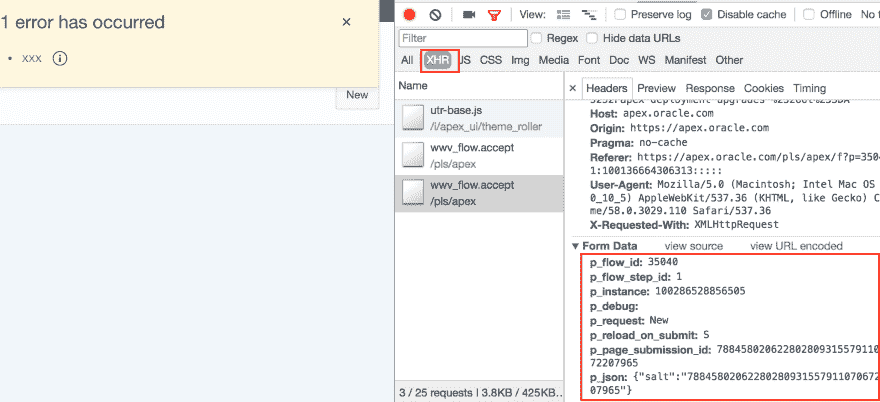 1 error has occurred
×
• xxx
New
View:
Preserve log
Disable cache
Offline
No
Filter
Regex
Hide data URLs
All XHR JS CSS Img Media Font Doc WS Manifest Other
Name
utr-base.js
/i/apex_ui/theme_roller
wwv_flow.accept
/pls/apex
wwv_flow.accept
/pls/apex
3 / 25 requests | 3.8KB / 425KB...
× Headers Preview Response Cookies Timing
Host: apex.oracle.com
Origin: https://apex.oracle.com
Pragma: no-cache
Referer: https://apex.oracle.com/pls/apex/f?p=3504
1:100136664306313:::::
User-Agent: Mozilla/5.0 (Macintosh; Intel Mac OS
0_10_5) AppleWebKit/537.36 (KHTML, like Gecko) C
me/58.0.3029.110 Safari/537.36
X-Requested-With: XMLHttpRequest
▼ Form Data view source view URL encoded
p_flow_id: 35040
p_flow_step_id: 1
p_instance: 100286528856505
p_debug:
p_request: New
p_reload_on_submit: S
p_page_submission_id: 788458020622802809315579110
72207965
p_json: {"salt":"788458020622802809315579110706722
07965"}